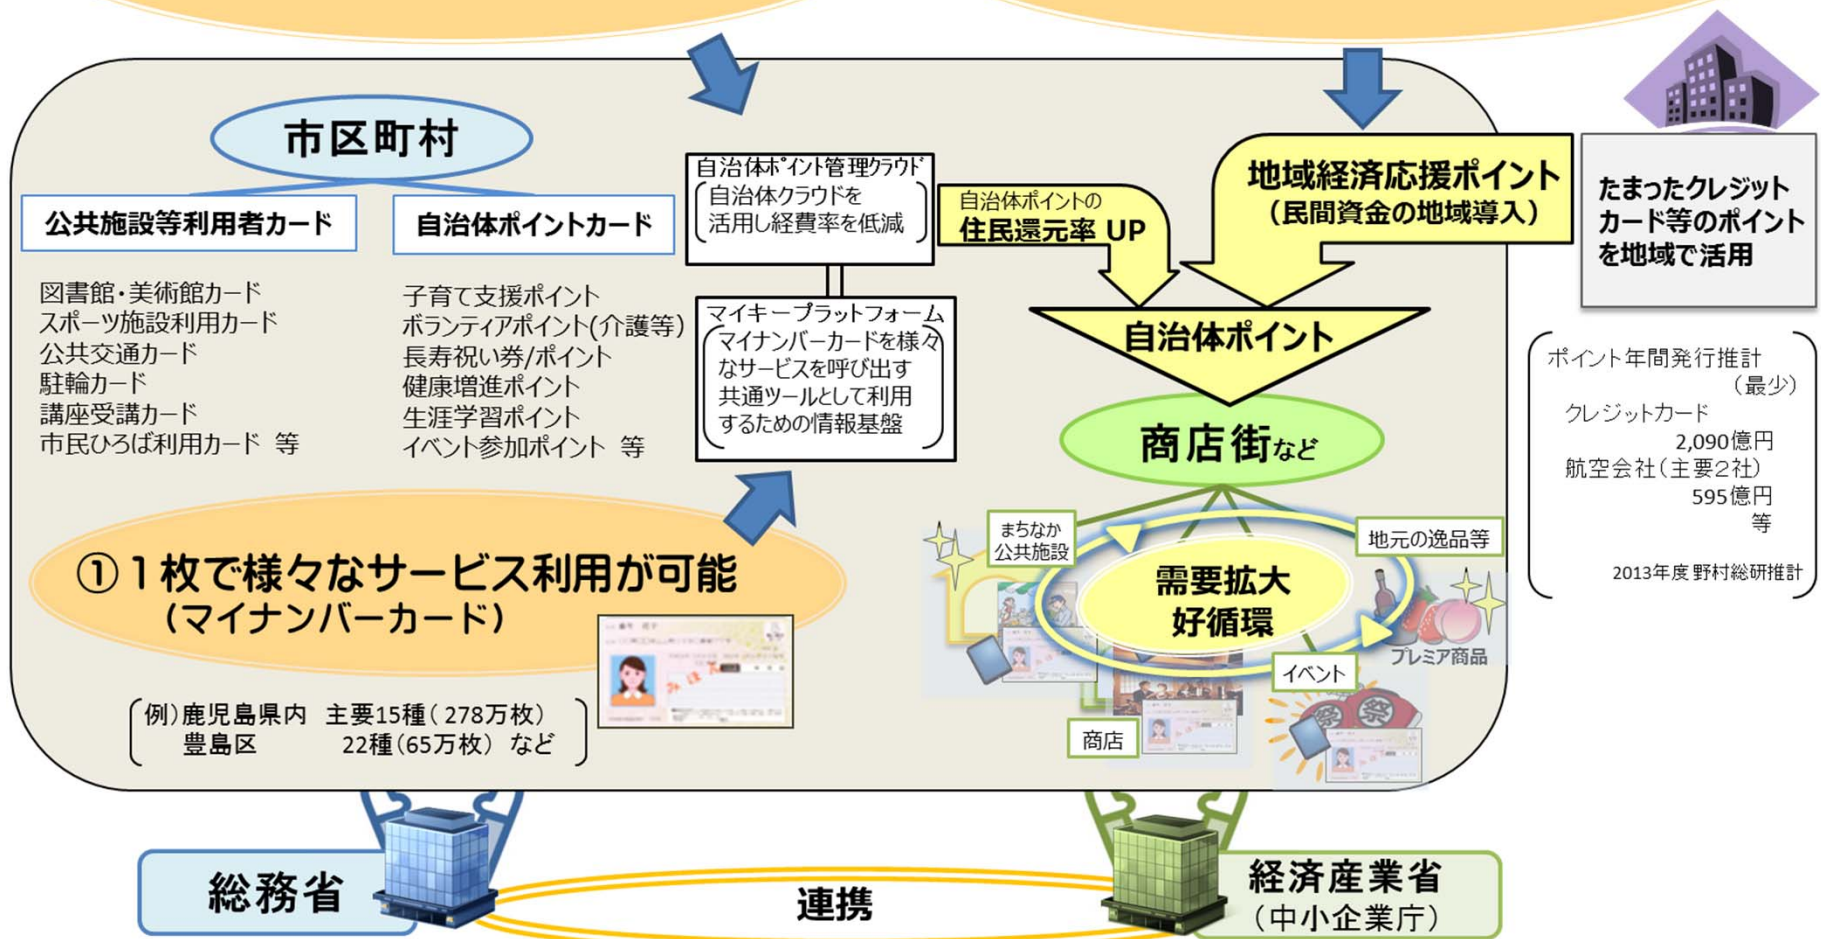 市区町村
公共施設等利用者カード
図書館・美術館カード
スポーツ施設利用カード
公共交通カード
駐輪カード
講座受講カード
市民ひろば利用カード 等
自治体ポイントカード
子育て支援ポイント
ボランティアポイント(介護等)
長寿祝い券/ポイント
健康増進ポイント
生涯学習ポイント
イベント参加ポイント 等
自治体ポイント管理クラウド
自治体クラウドを
活用し経費率を低減
マイキープラットフォーム
マイナンバーカードを様々
なサービスを呼び出す
共通ツールとして利用
するための情報基盤
自治体ポイントの
住民還元率 UP
地域経済応援ポイント
(民間資金の地域導入)
たまったクレジット
カード等のポイント
を地域で活用
自治体ポイント
ポイント年間発行推計
(最少)
クレジットカード
2,090億円
航空会社(主要2社)
595億円
等
2013年度野村総研推計
商店街など
まちなか
公共施設
地元の逸品等
需要拡大
好循環
プレミア商品
イベント
祭
祭
商店
①1枚で様々なサービス利用が可能
(マイナンバーカード)
みほん
例)鹿児島県内 主要15種(278万枚)
豊島区 22種(65万枚) など
総務省
連携
経済産業省
(中小企業庁)